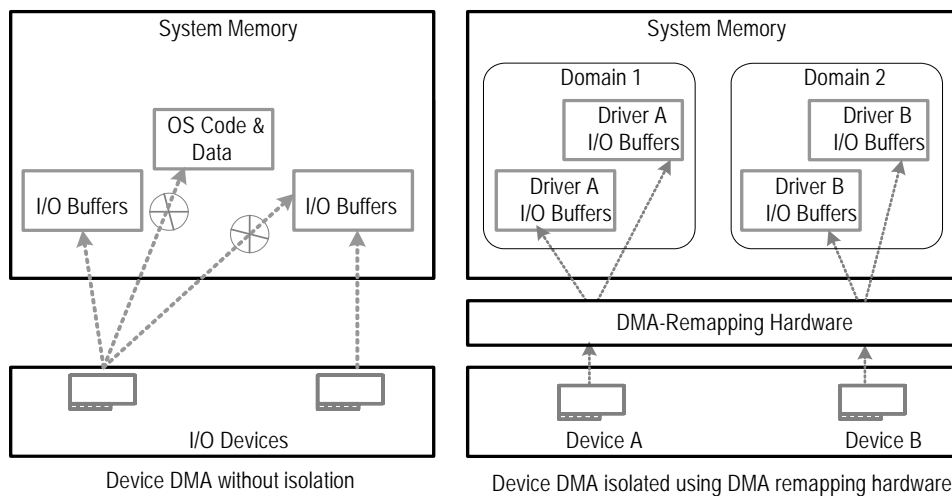 System Memory
OS Code &
Data
I/O Buffers
I/O Buffers
I/O Devices
Device DMA without isolation
System Memory
Domain 1
Domain 2
Driver A
I/O Buffers
Driver B
I/O Buffers
Driver A
I/O Buffers
Driver B
I/O Buffers
DMA-Remapping Hardware
Device A
Device B
Device DMA isolated using DMA remapping hardware